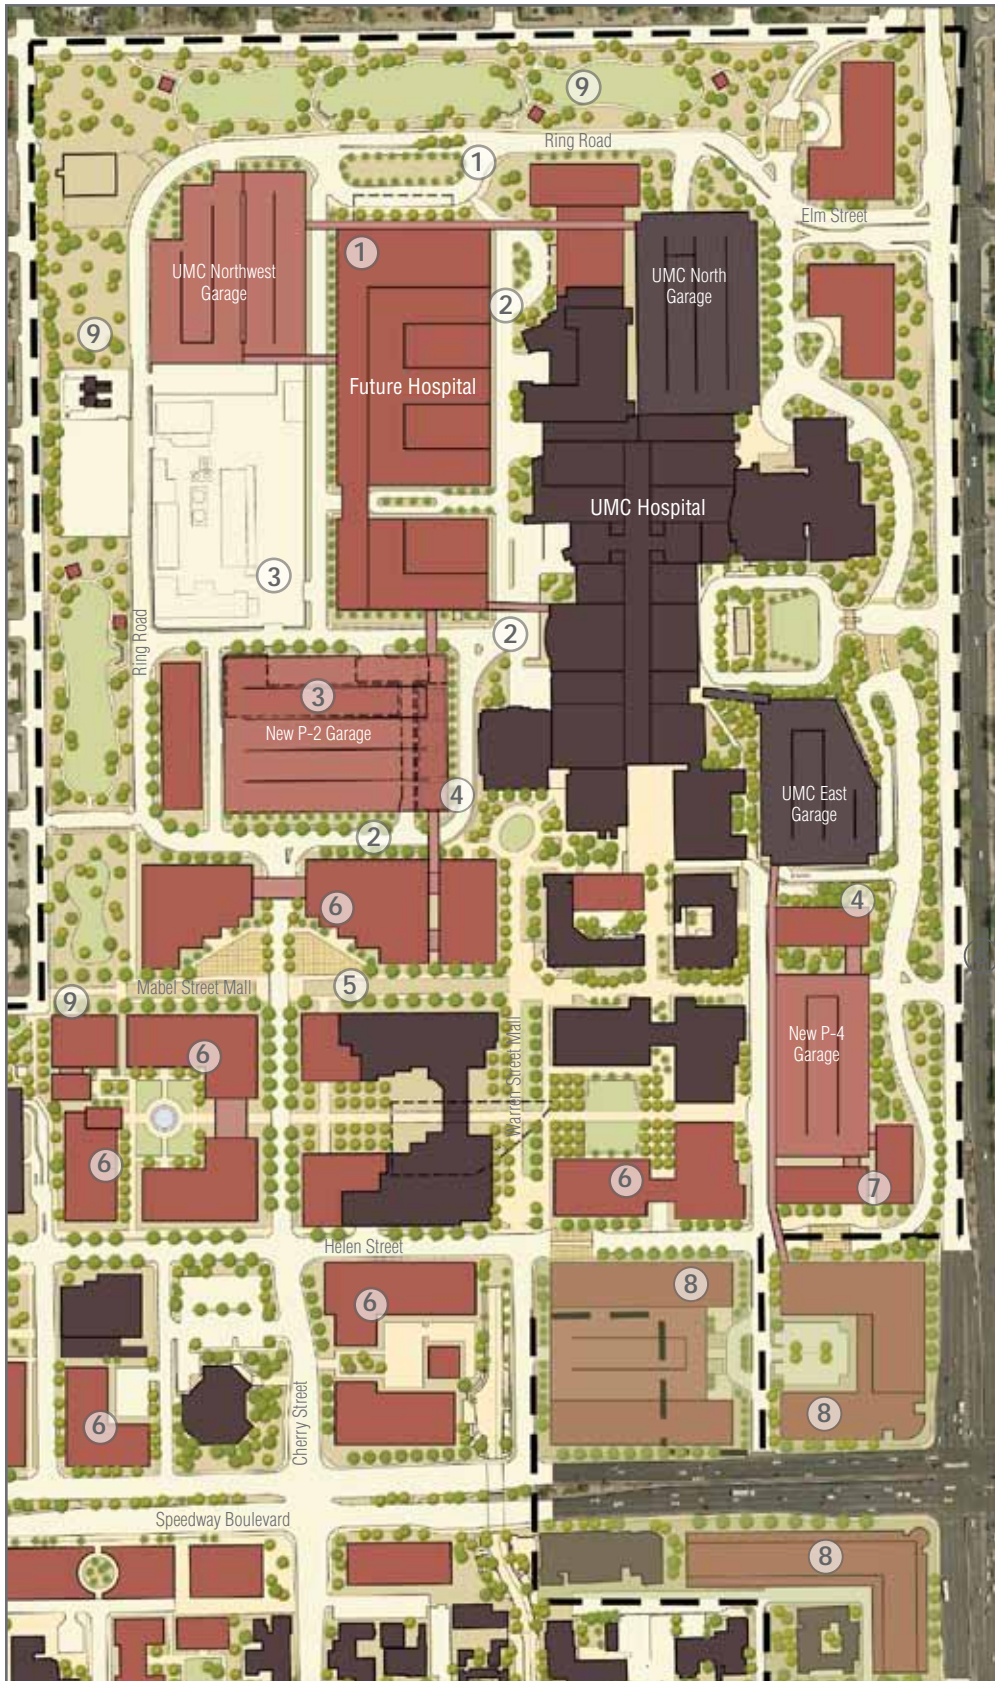 9
Ring Road
1
Elm Street
1
UMC Northwest
Garage
UMC North
Garage
2
9
Future Hospital
UMC Hospital
3
Ring Road
2
3
New P-2 Garage
4
UMC East
Garage
2
6
4
Mabel Street Mall
5
9
Warren Street Mall
New P-4
Garage
6
6
6
7
Helen Street
8
6
Cherry Street
6
8
Speedway Boulevard
8